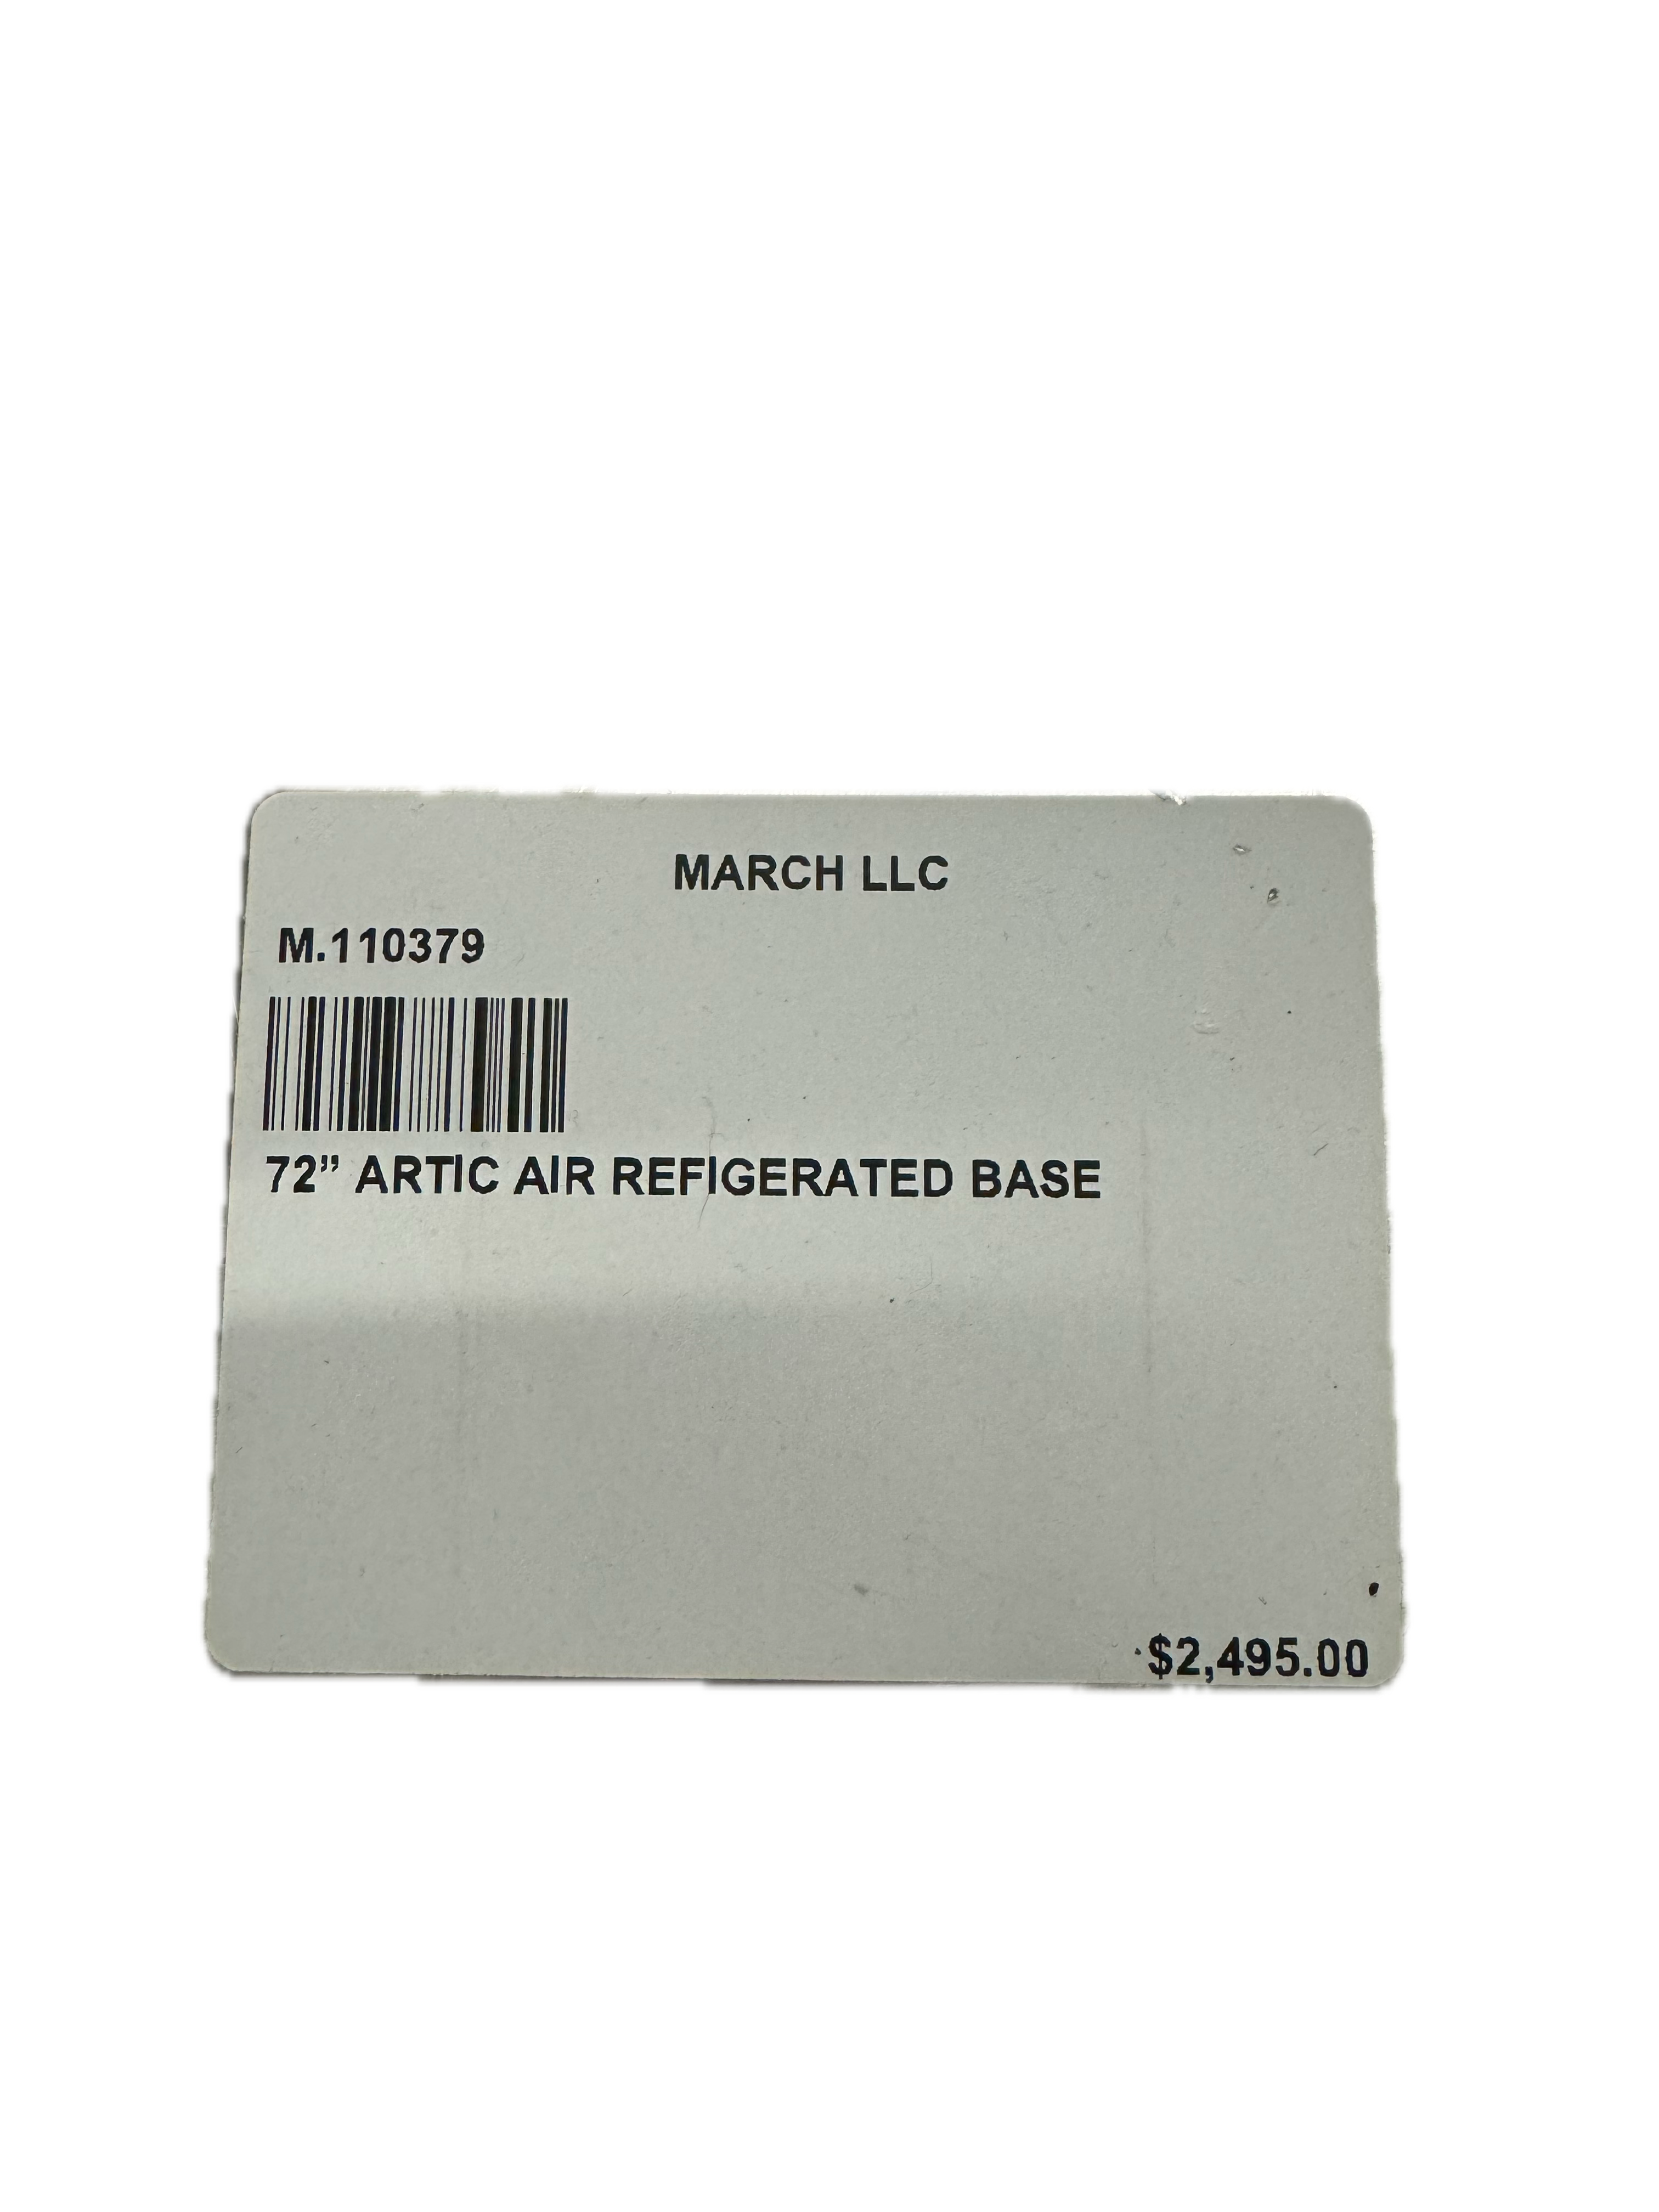 MARCH LLC
M.110379
72” ARTIC AIR REFIGERATED BASE
$2,495.00